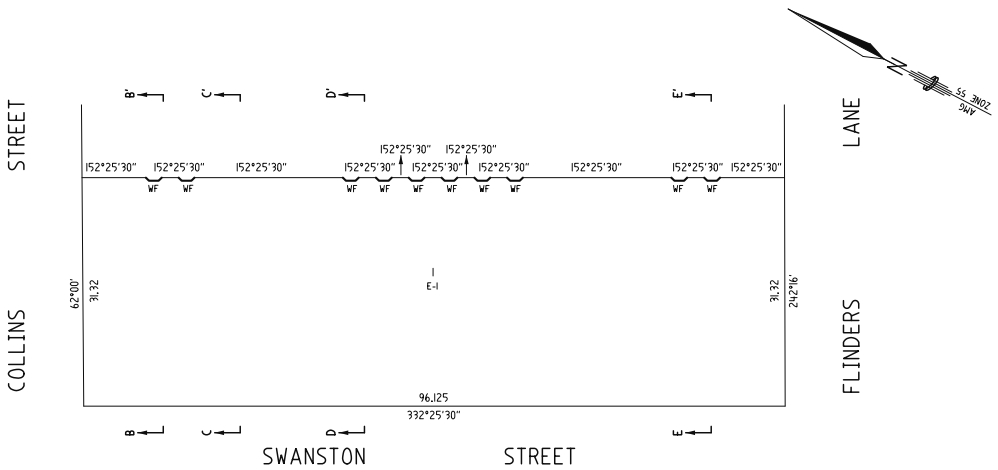 N
AMG
ZONE 55
B'
C'
D'
E'
STREET
LANE
152°25'30"
152°25'30"
152°25'30"
152°25'30"
152°25'30"
152°25'30"
152°25'30"
152°25'30"
152°25'30"
152°25'30"
152°25'30"
WF
WF
WF
WF
WF
WF
WF
WF
WF
WF
1
E-1
62°00'
31.32
31.32
242°16'
COLLINS
FLINDERS
96.125
332°25'30"
B
C
D
E
SWANSTON STREET